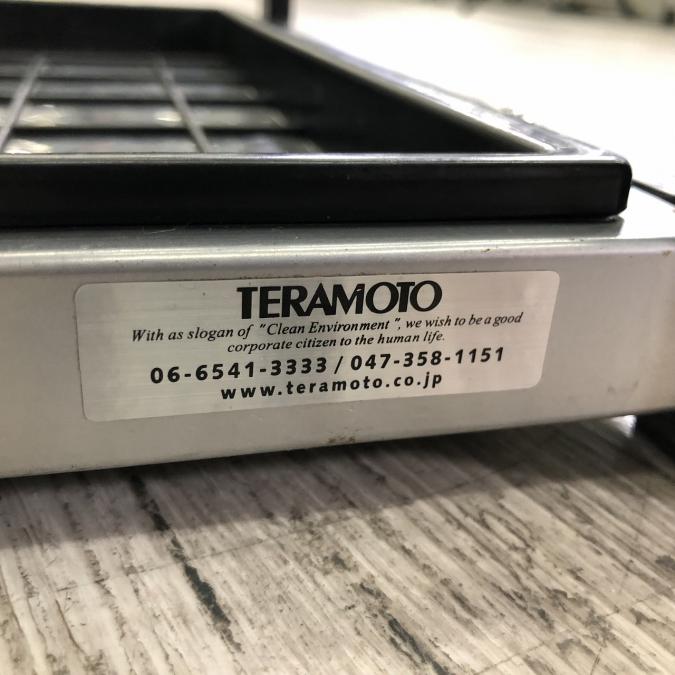 TERAMOTO
With as slogan of "Clean Environment ", we wish to be a good
corporate citizen to the human life.
06-6541-3333 / 047-358-1151
www.teramoto.co.jp